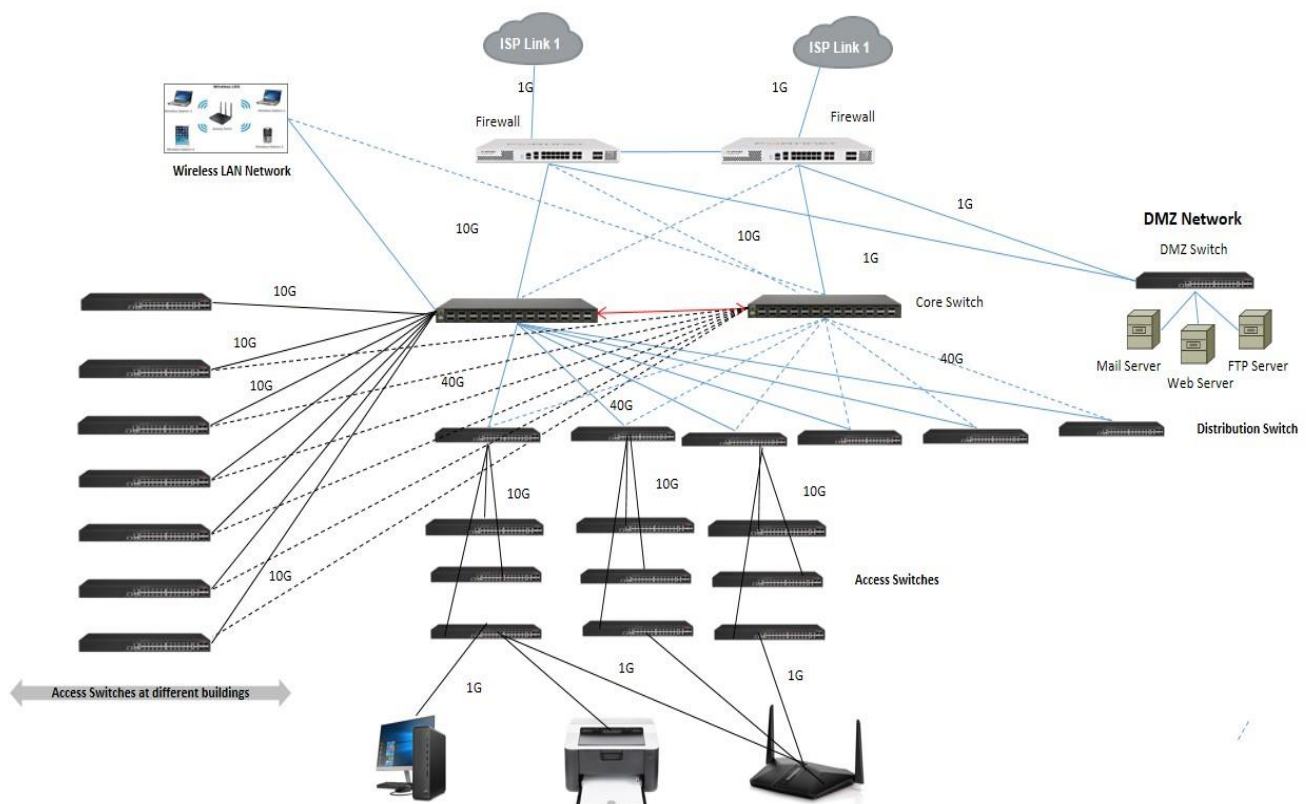 ISP Link 1
ISP Link 1
1G
1G
Firewall
Firewall
Wireless LAN
Wireless LAN Network
1G
10G
10G
1G
DMZ Network
DMZ Switch
Core Switch
Mail Server
Web Server
FTP Server
10G
10G
10G
40G
40G
40G
Distribution Switch
10G
10G
10G
10G
Access Switches
Access Switches at different buildings
1G
1G
1G